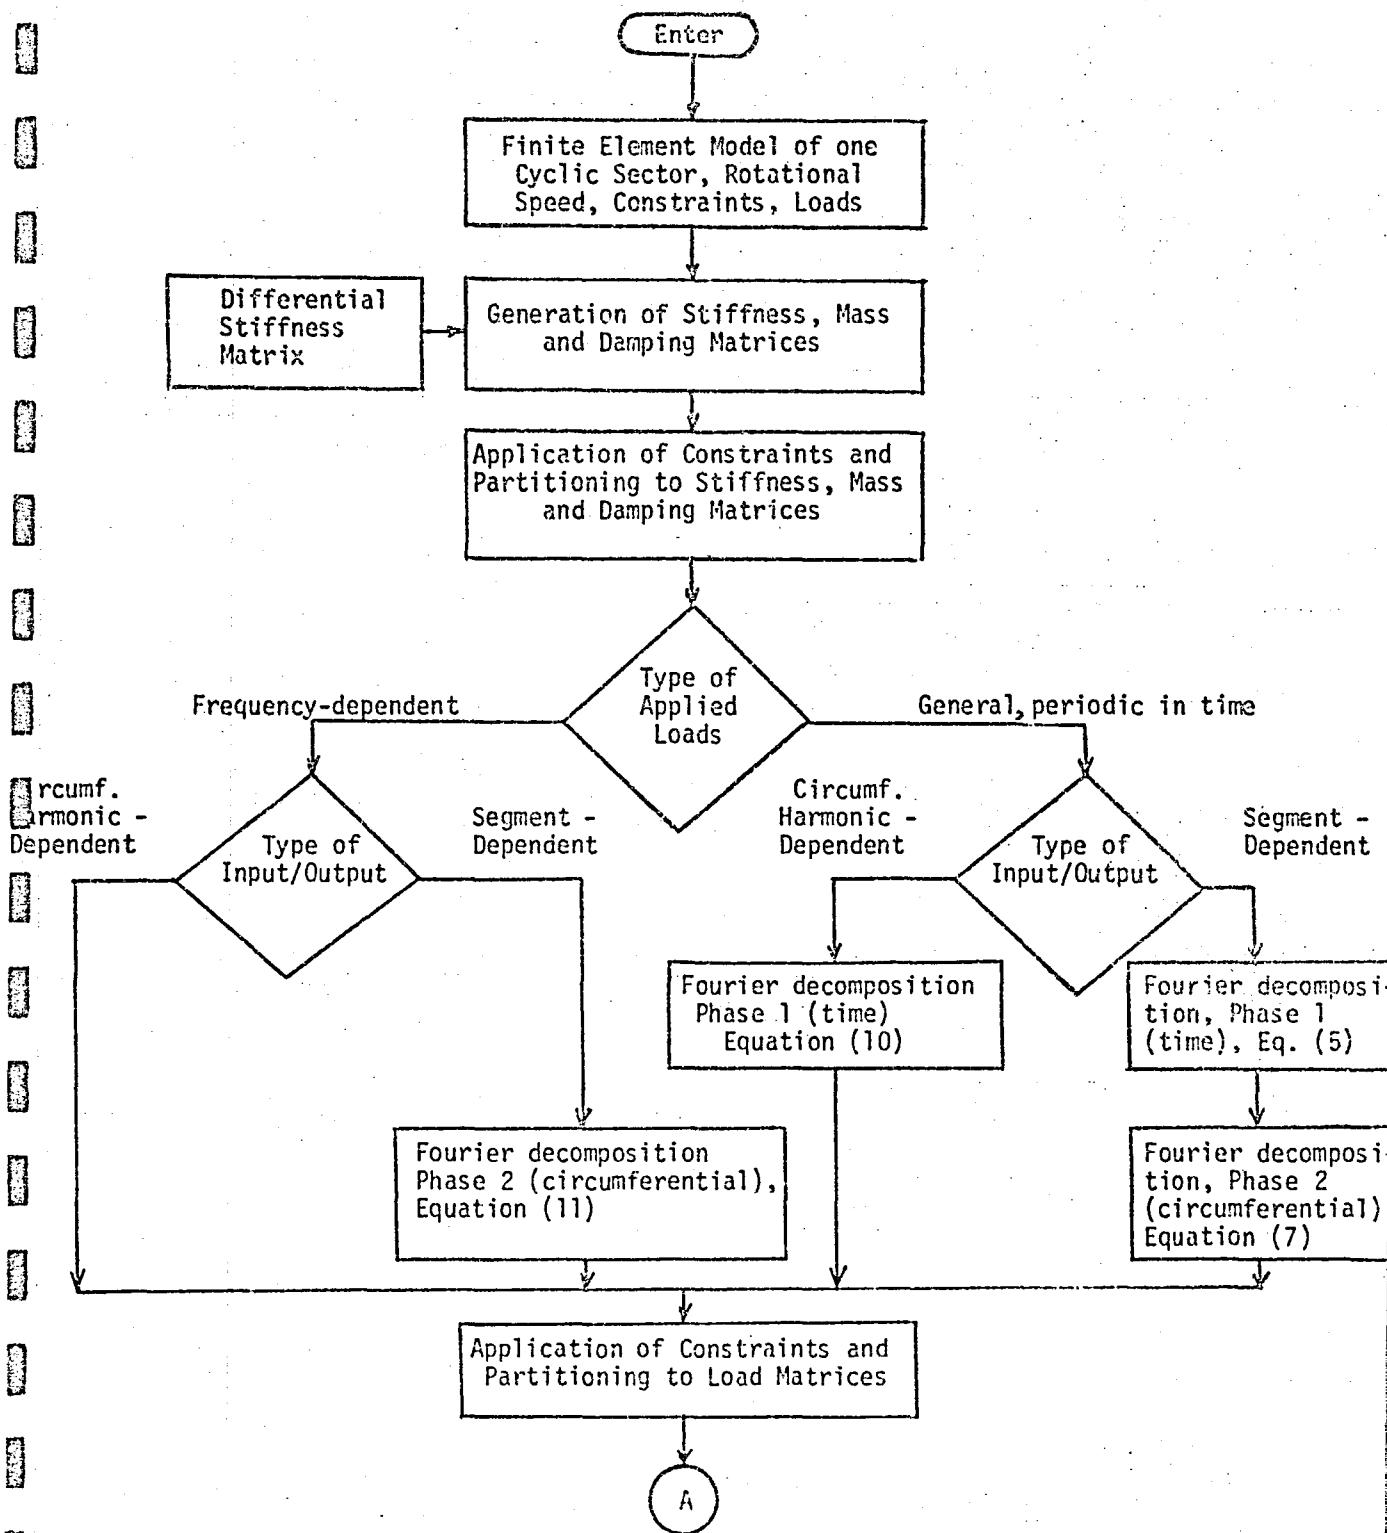 Enter
Finite Element Model of one
Cyclic Sector, Rotational
Speed, Constraints, Loads
Differential
Stiffness
Matrix
Generation of Stiffness, Mass
and Damping Matrices
Application of Constraints and
Partitioning to Stiffness, Mass
and Damping Matrices
Type of
Applied
Loads
Frequency-dependent
General, periodic in time
rcumf.
armonic -
Dependent
Type of
Input/Output
Segment -
Dependent
Circumf.
Harmonic -
Dependent
Type of
Input/Output
Segment -
Dependent
Fourier decomposition
Phase 1 (time)
Equation (10)
Fourier decomposi-
tion, Phase 1
(time), Eq. (5)
Fourier decomposition
Phase 2 (circumferential),
Equation (11)
Fourier decomposi-
tion, Phase 2
(circumferential)
Equation (7)
Application of Constraints and
Partitioning to Load Matrices
A